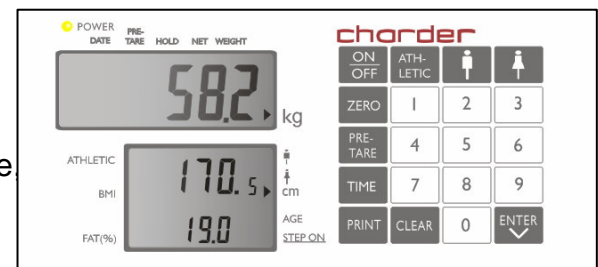 POWER
DATE PRE-TARE HOLD NET WEIGHT
charder
58.2 kg
ON OFF ATH-LETIC
ZERO 1 2 3
PRE-TARE 4 5 6
TIME 7 8 9
PRINT CLEAR 0 ENTER
e,
ATHLETIC
BMI
FAT(%)
170.5 cm
19.0
AGE
STEP ON